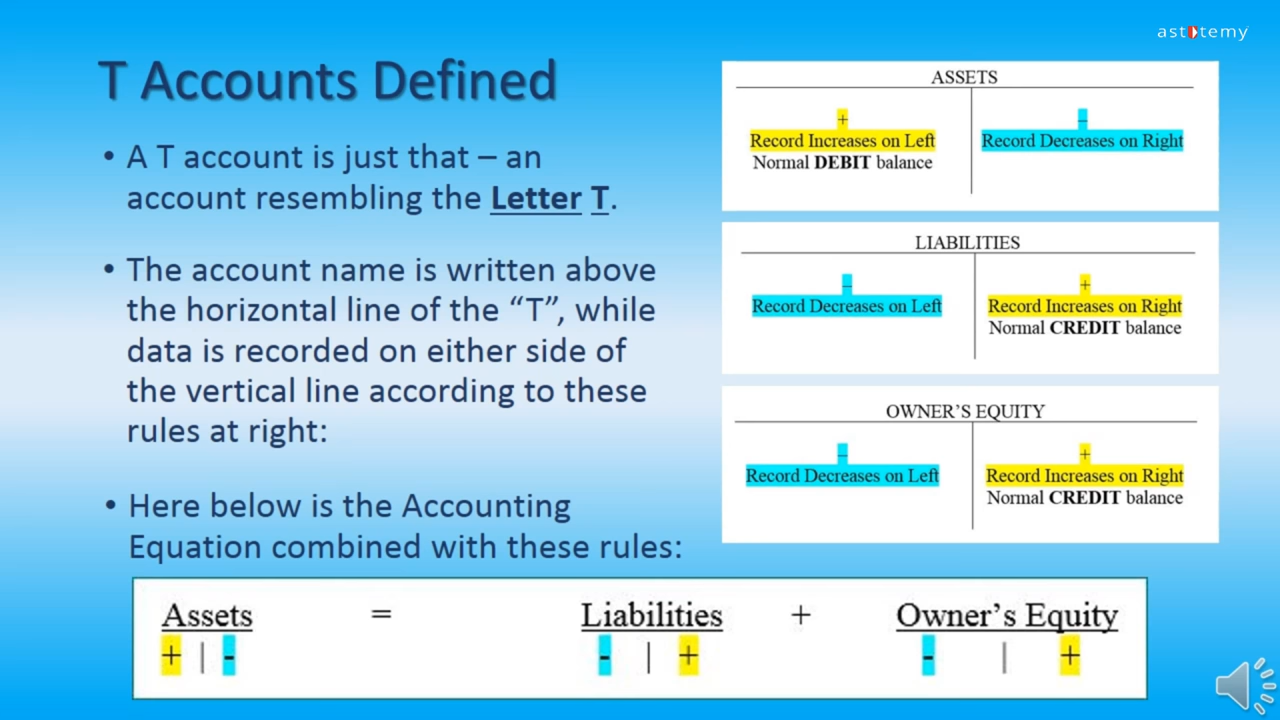 astotemy
T Accounts Defined
• A T account is just that – an
account resembling the Letter T.
• The account name is written above
the horizontal line of the “T”, while
data is recorded on either side of
the vertical line according to these
rules at right:
• Here below is the Accounting
Equation combined with these rules:
ASSETS
+ –
Record Increases on Left Record Decreases on Right
Normal DEBIT balance
LIABILITIES
– +
Record Decreases on Left Record Increases on Right
Normal CREDIT balance
OWNER’S EQUITY
– +
Record Decreases on Left Record Increases on Right
Normal CREDIT balance
Assets = Liabilities + Owner’s Equity
+ | - - | + - | +